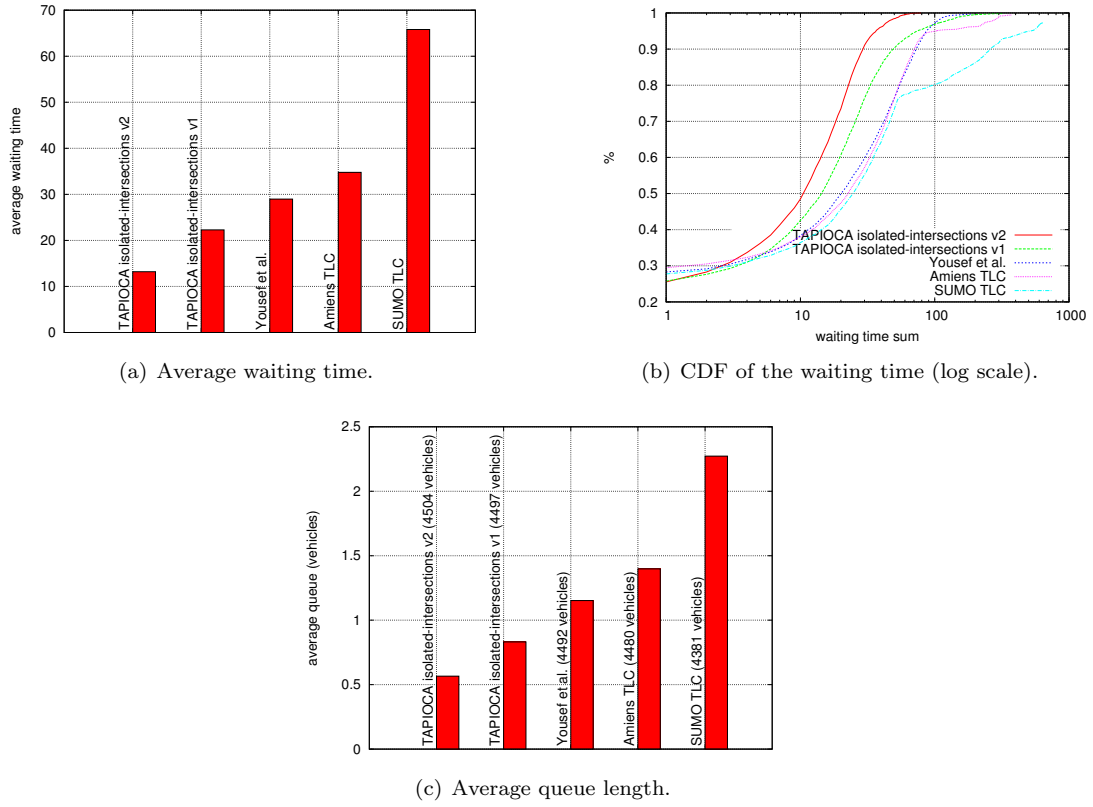 70
60
50
40
30
20
10
0
average waiting time
TAPIOCA isolated-intersections v2
TAPIOCA isolated-intersections v1
Yousef et al.
Amiens TLC
SUMO TLC
(a) Average waiting time.
1
0.9
0.8
0.7
0.6
0.5
0.4
0.3
0.2
%
TAPIOCA isolated-intersections v2
TAPIOCA isolated-intersections v1
Yousef et al.
Amiens TLC
SUMO TLC
1 10 100 1000
waiting time sum
(b) CDF of the waiting time (log scale).
2.5
2
1.5
1
0.5
0
average queue (vehicles)
TAPIOCA isolated-intersections v2 (4504 vehicles)
TAPIOCA isolated-intersections v1 (4497 vehicles)
Yousef et al. (4492 vehicles)
Amiens TLC (4480 vehicles)
SUMO TLC (4381 vehicles)
(c) Average queue length.